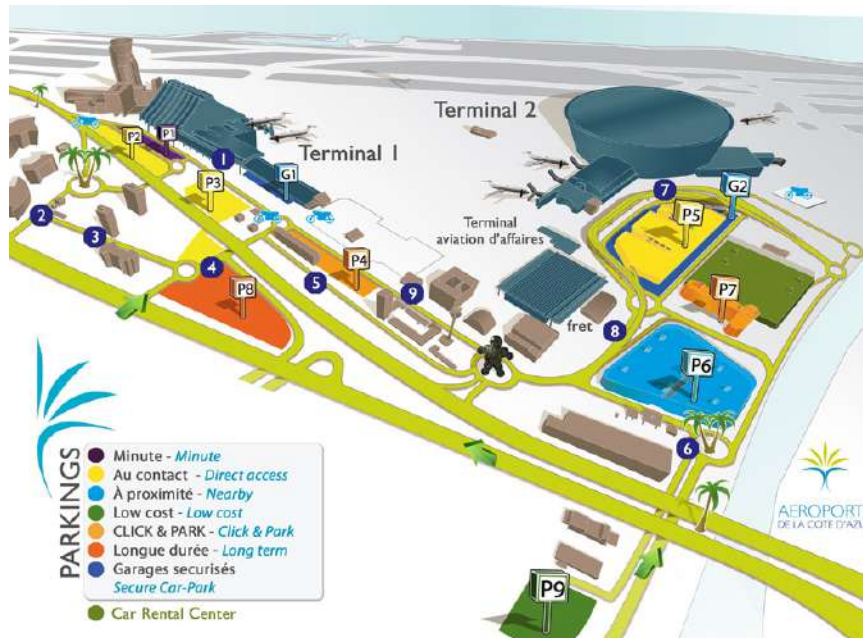 Terminal 2
Terminal 1
P2
P1
1
G1
P3
2
3
4
P8
5
P4
9
7
G2
P5
Terminal
aviation d'affaires
P7
fret
8
P6
6
PARKINGS
Minute - Minute
Au contact - Direct access
À proximité - Nearby
Low cost - Low cost
CLICK & PARK - Click & Park
Longue durée - Long term
Garages securisés
Secure Car-Park
Car Rental Center
P9
AEROPORT
DE LA COTE D'AZU